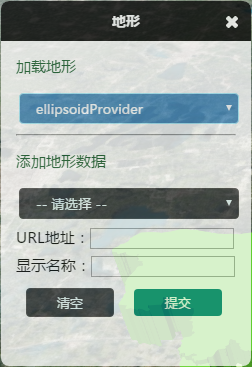 地形 ✖
加载地形
ellipsoidProvider
添加地形数据
-- 请选择 --
URL地址：
显示名称：
清空 提交